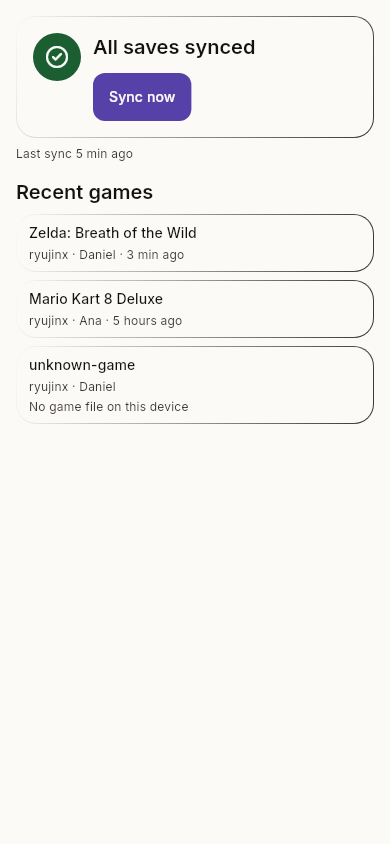 All saves synced
Sync now
Last sync 5 min ago
Recent games
Zelda: Breath of the Wild
ryujinx · Daniel · 3 min ago
Mario Kart 8 Deluxe
ryujinx · Ana · 5 hours ago
unknown-game
ryujinx · Daniel
No game file on this device